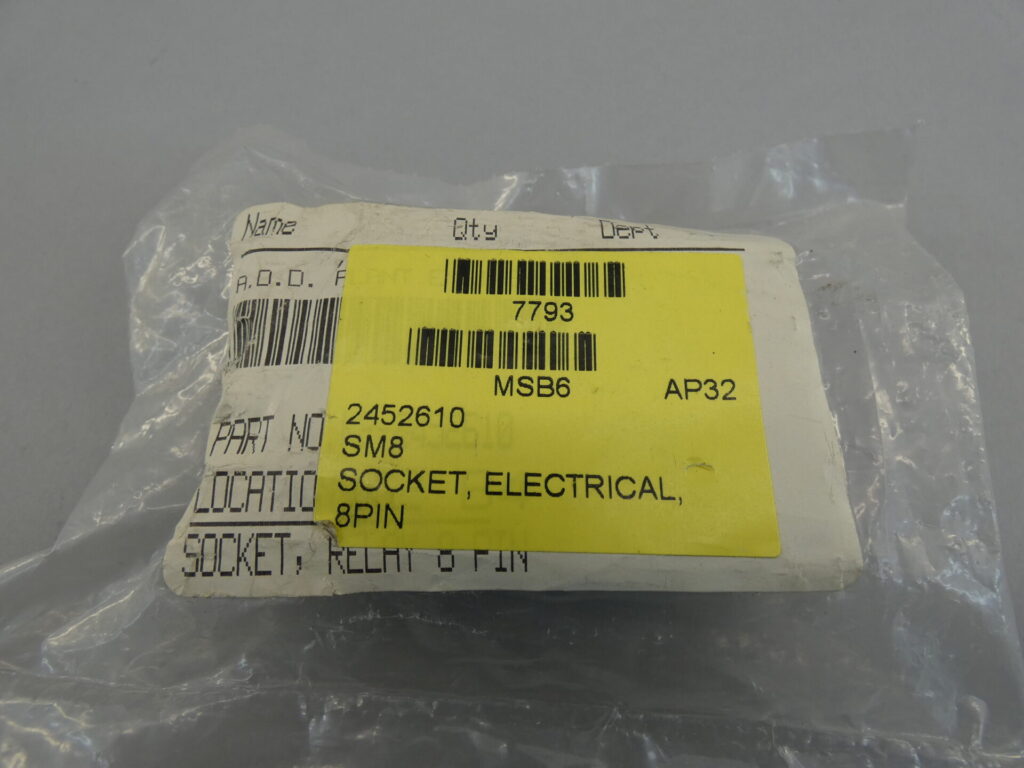 Name Qty Dept
A.D.D.
7793
MSB6 AP32
PART NO
2452610
SM8
LOCATIO
SOCKET, ELECTRICAL,
8PIN
SOCKET, RELAY 8 PIN